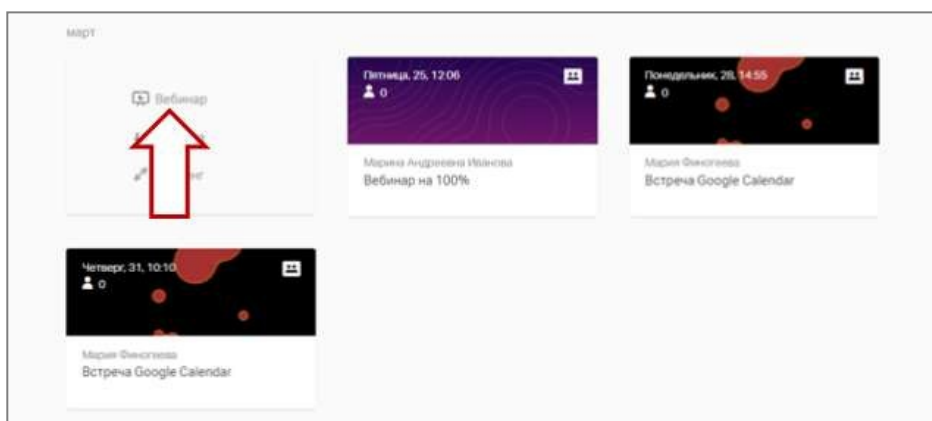 март
Вебинар
Пятница, 25, 12:06
0
Марина Андреевна Иванова
Вебинар на 100%
Понедельник, 28, 14:55
0
Мария Финогеева
Встреча Google Calendar
Четверг, 31, 10:10
0
Мария Финогеева
Встреча Google Calendar